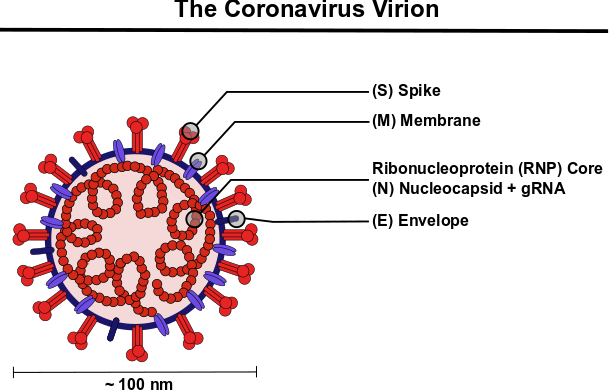 The Coronavirus Virion
(S) Spike
(M) Membrane
Ribonucleoprotein (RNP) Core
(N) Nucleocapsid + gRNA
(E) Envelope
~ 100 nm